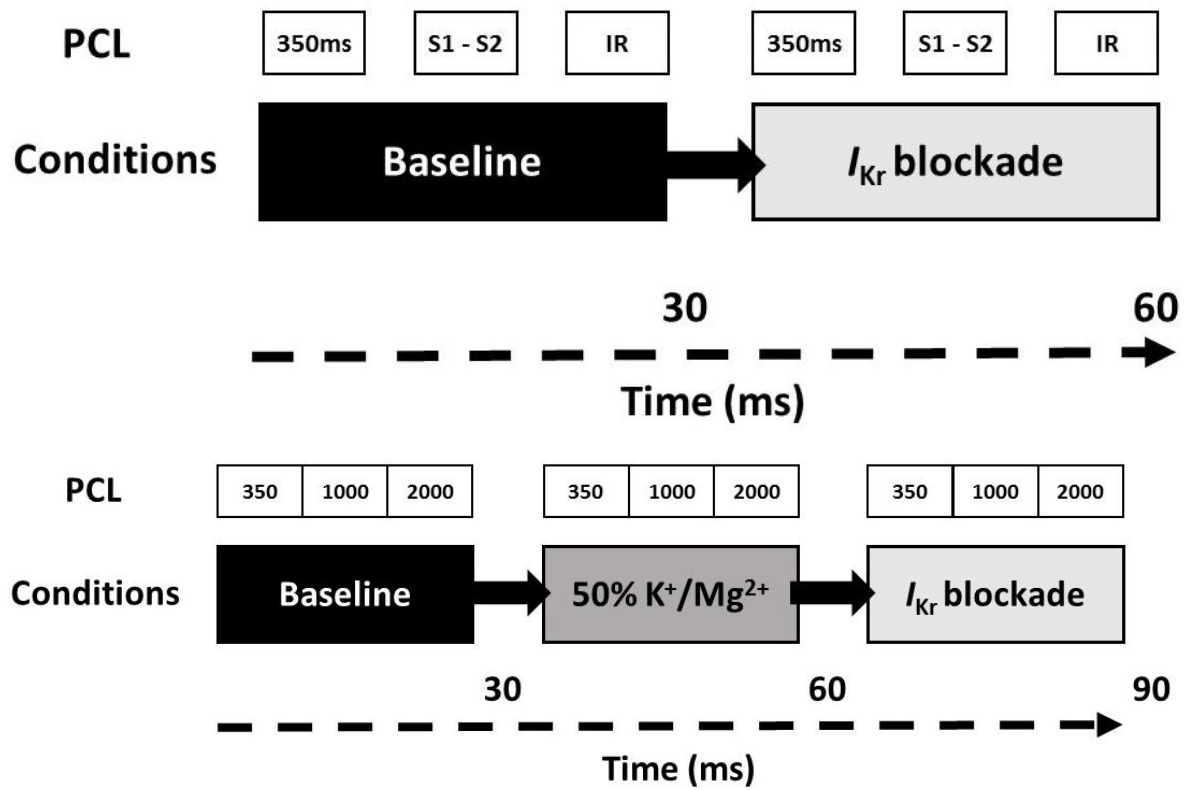 PCL 350ms S1 - S2 IR 350ms S1 - S2 IR
Conditions Baseline IKr blockade
30 60
Time (ms)
PCL 350 1000 2000 350 1000 2000 350 1000 2000
Conditions Baseline 50% K⁺/Mg²⁺ IKr blockade
30 60 90
Time (ms)